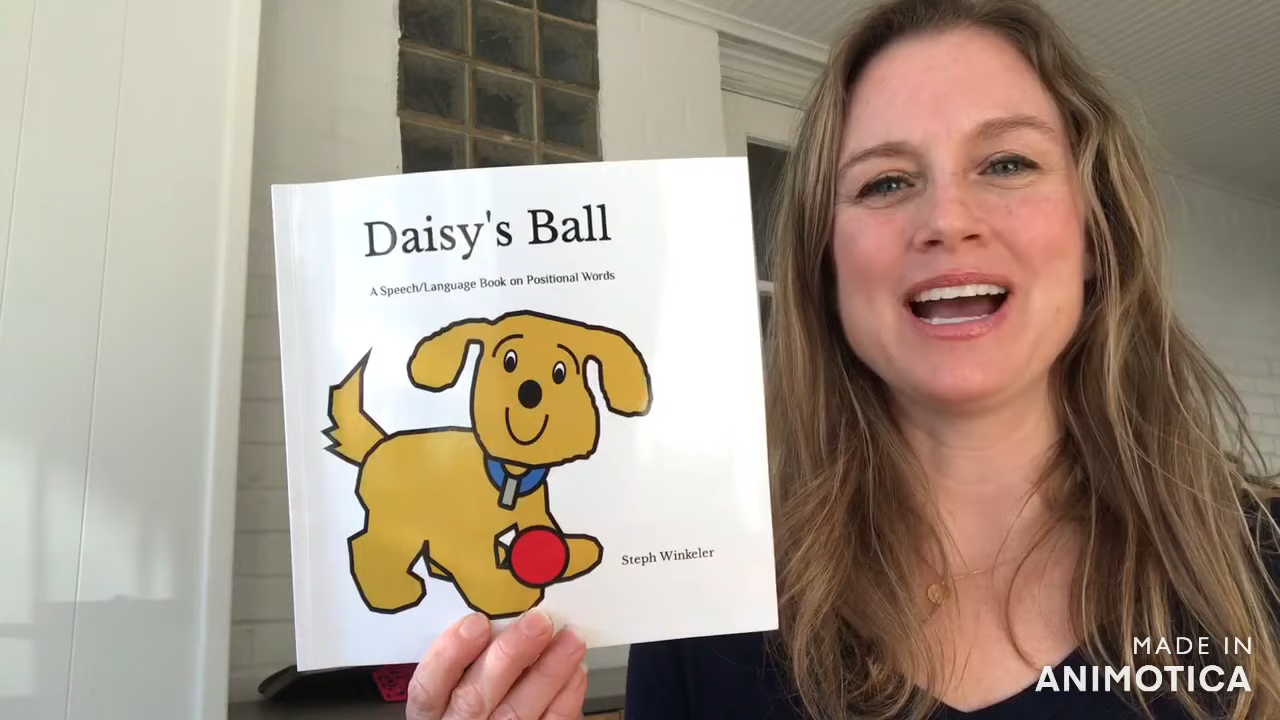 Daisy's Ball
A Speech/Language Book on Positional Words
Steph Winkeler
MADE IN
ANIMOTICA